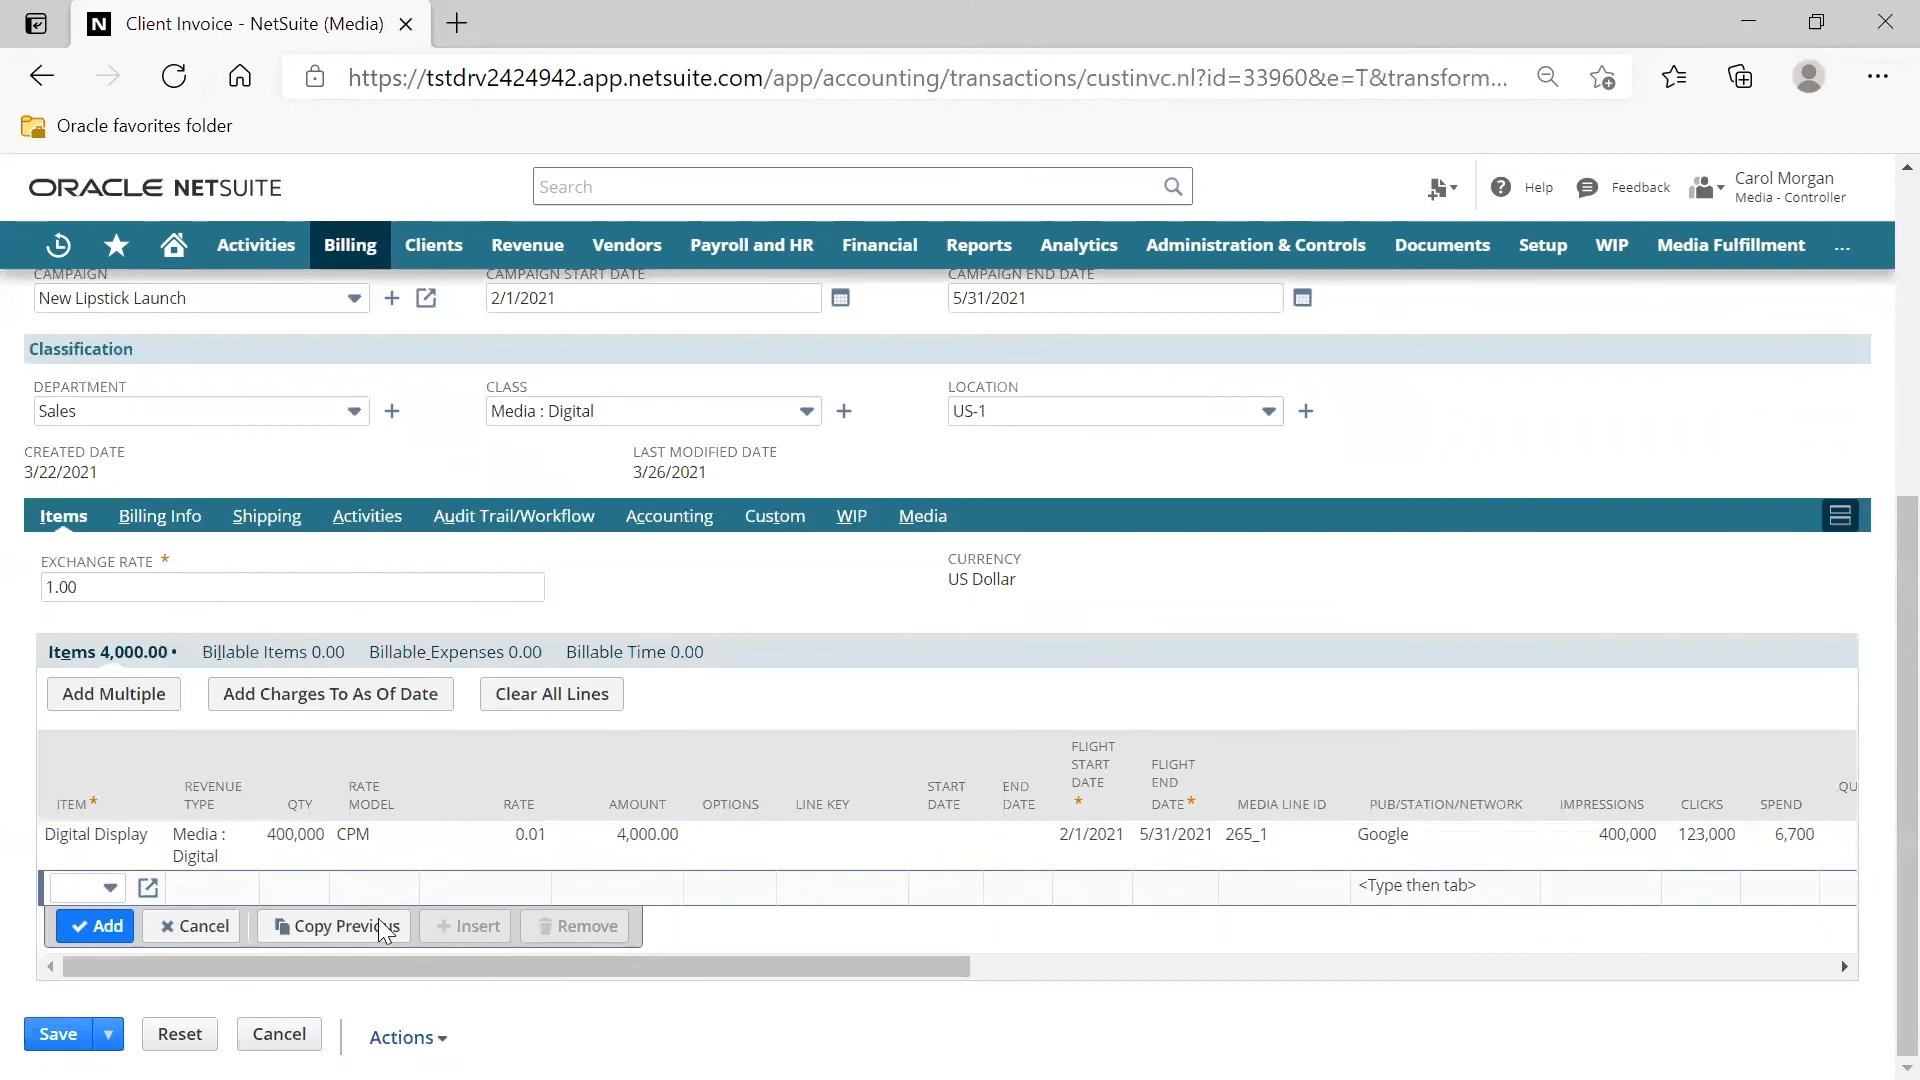 N Client Invoice - NetSuite (Media)
https://tstdrv2424942.app.netsuite.com/app/accounting/transactions/custinvc.nl?id=33960&e=T&transform...
Oracle favorites folder
ORACLE NETSUITE
Search
Help
Feedback
Carol Morgan
Media - Controller
Activities Billing Clients Revenue Vendors Payroll and HR Financial Reports Analytics Administration & Controls Documents Setup WIP Media Fulfillment ...
CAMPAIGN CAMPAIGN START DATE CAMPAIGN END DATE
New Lipstick Launch 2/1/2021 5/31/2021
Classification
DEPARTMENT CLASS LOCATION
Sales Media : Digital US-1
CREATED DATE LAST MODIFIED DATE
3/22/2021 3/26/2021
Items Billing Info Shipping Activities Audit Trail/Workflow Accounting Custom WIP Media
EXCHANGE RATE * CURRENCY
1.00 US Dollar
Items 4,000.00 • Billable Items 0.00 Billable Expenses 0.00 Billable Time 0.00
Add Multiple Add Charges To As Of Date Clear All Lines
ITEM * REVENUE TYPE QTY RATE MODEL RATE AMOUNT OPTIONS LINE KEY START DATE END DATE FLIGHT START DATE * FLIGHT END DATE * MEDIA LINE ID PUB/STATION/NETWORK IMPRESSIONS CLICKS SPEND QU
Digital Display Media : Digital 400,000 CPM 0.01 4,000.00 2/1/2021 5/31/2021 265_1 Google 400,000 123,000 6,700
<Type then tab>
Add Cancel Copy Previous Insert Remove
Save Reset Cancel Actions